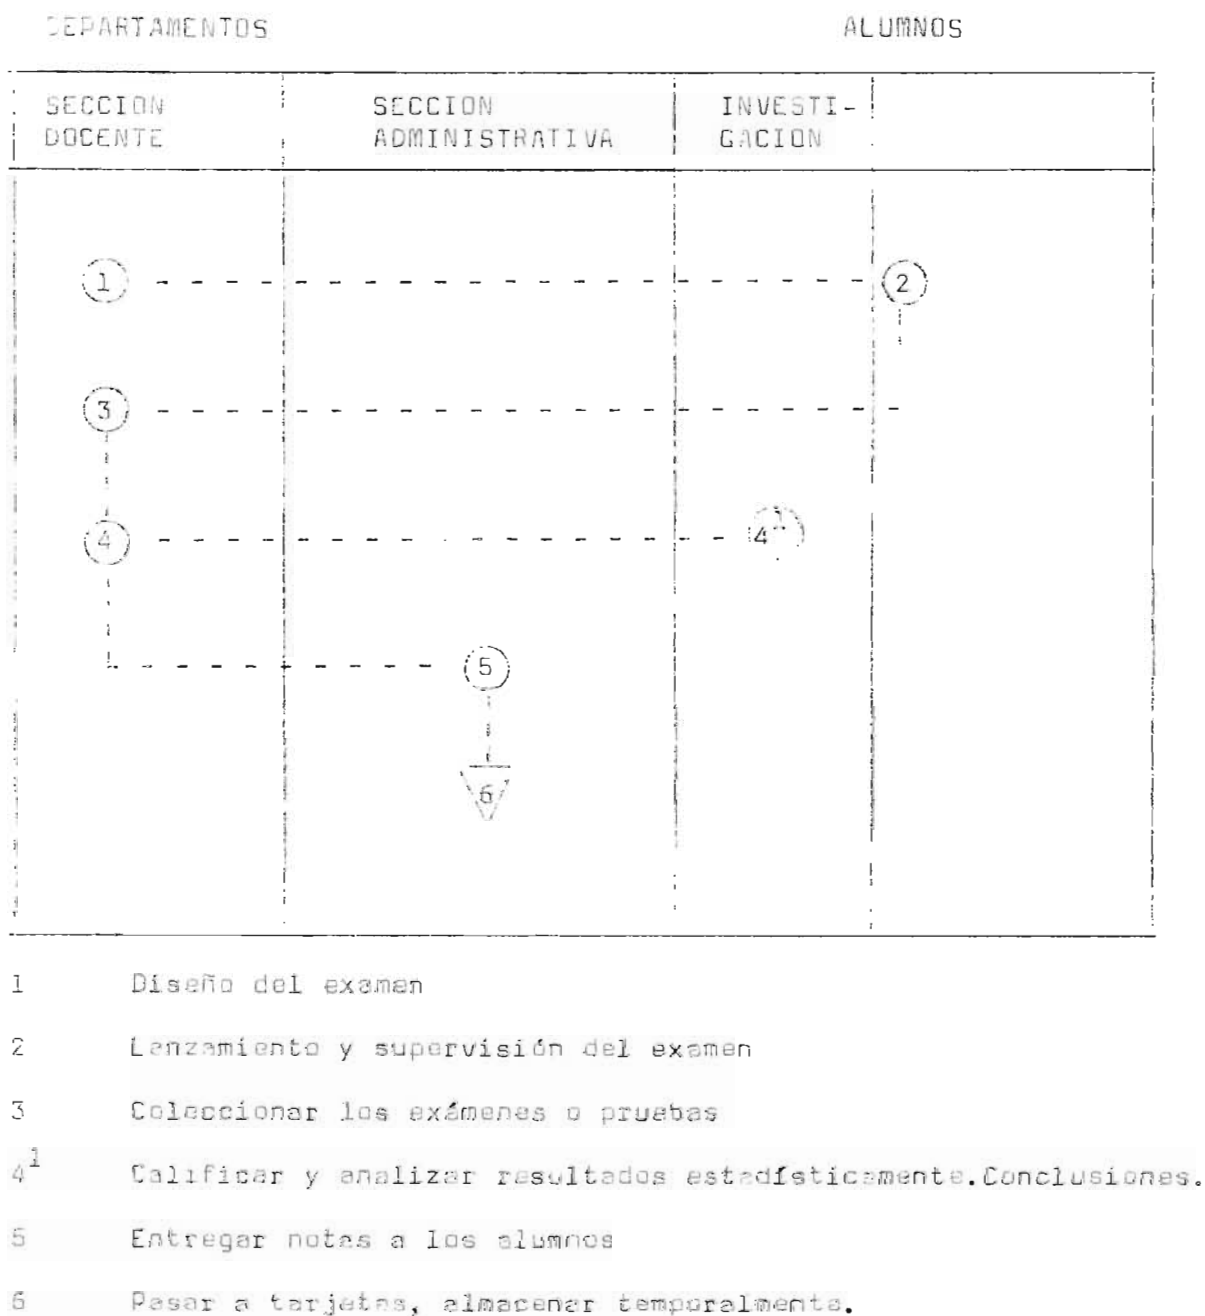 DEPARTAMENTOS ALUMNOS
SECCION SECCION INVESTI-
DOCENTE ADMINISTRATIVA GACION
1 2
3
4 4¹
5
6
1 Diseño del examen
2 Lanzamiento y supervisión del examen
3 Coleccionar los exámenes o pruebas
4¹ Calificar y analizar resultados estadísticamente.Conclusiones.
5 Entregar notas a los alumnos
6 Pasar a tarjetas, almacenar temporalmente.